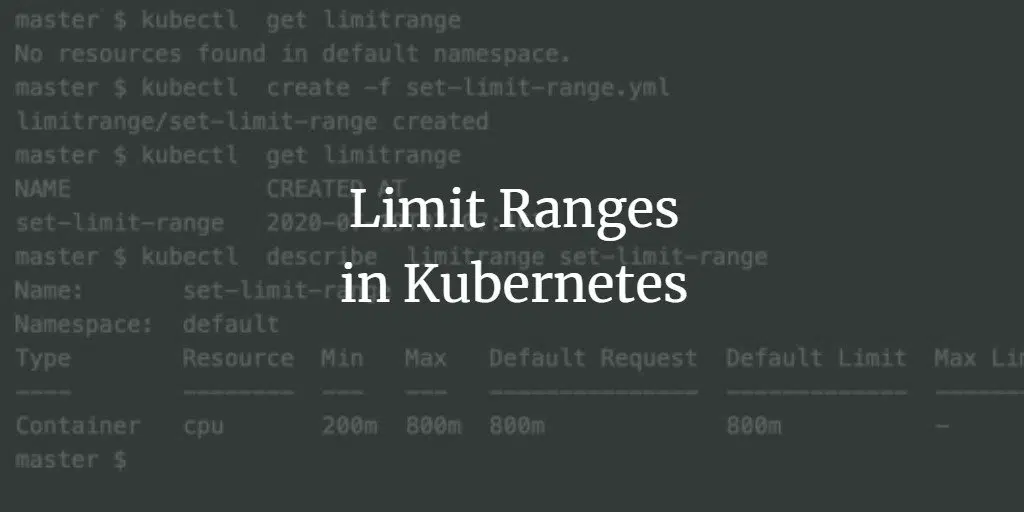 master $ kubectl  get limitrange
No resources found in default namespace.
master $ kubectl  create -f set-limit-range.yml
limitrange/set-limit-range created
master $ kubectl  get limitrange
NAME CREATED AT
set-limit-range
Limit Ranges
master $ kubectl  describe  limitrange set-limit-range
in Kubernetes
Name: set-limit-range
Namespace: default
Type Resource Min Max Default Request Default Limit
---- -------- --- --- --------------- -------------
Container cpu 200m 800m 800m 800m -
master $